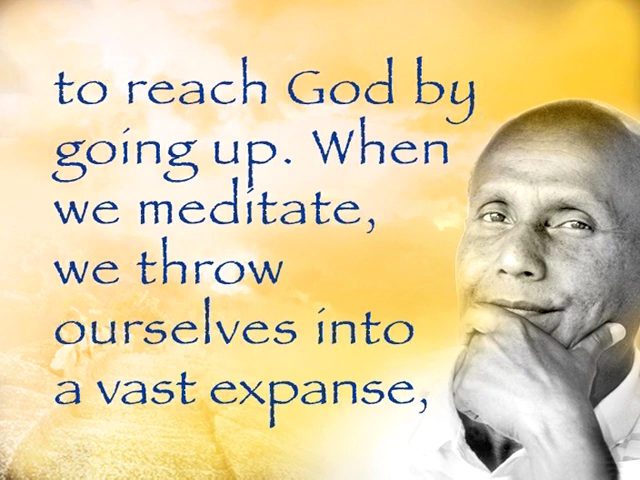 to reach God by
going up. When
we meditate,
we throw
ourselves into
a vast expanse,